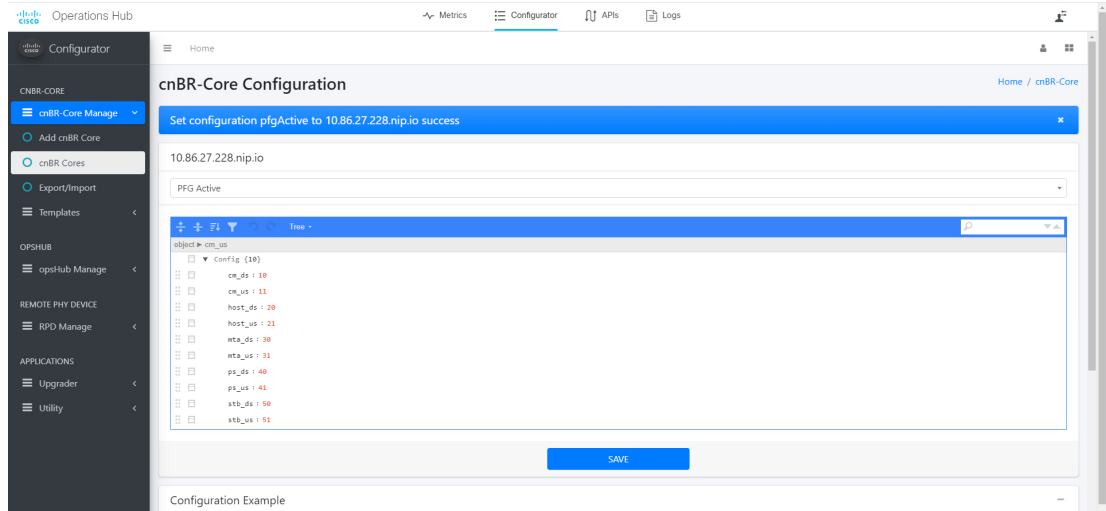 cisco Operations Hub
Metrics Configurator APIs Logs
cisco Configurator
Home
CNBR-CORE
cnBR-Core Manage
Add cnBR Core
cnBR Cores
Export/Import
Templates
OPSHUB
opsHub Manage
REMOTE PHY DEVICE
RPD Manage
APPLICATIONS
Upgrader
Utility
cnBR-Core Configuration
Home / cnBR-Core
Set configuration pfgActive to 10.86.27.228.nip.io success
10.86.27.228.nip.io
PFG Active
Tree
object ► cm_us
Config {10}
cm_ds : 10
cm_us : 11
host_ds : 20
host_us : 21
mta_ds : 30
mta_us : 31
ps_ds : 40
ps_us : 41
stb_ds : 50
stb_us : 51
SAVE
Configuration Example